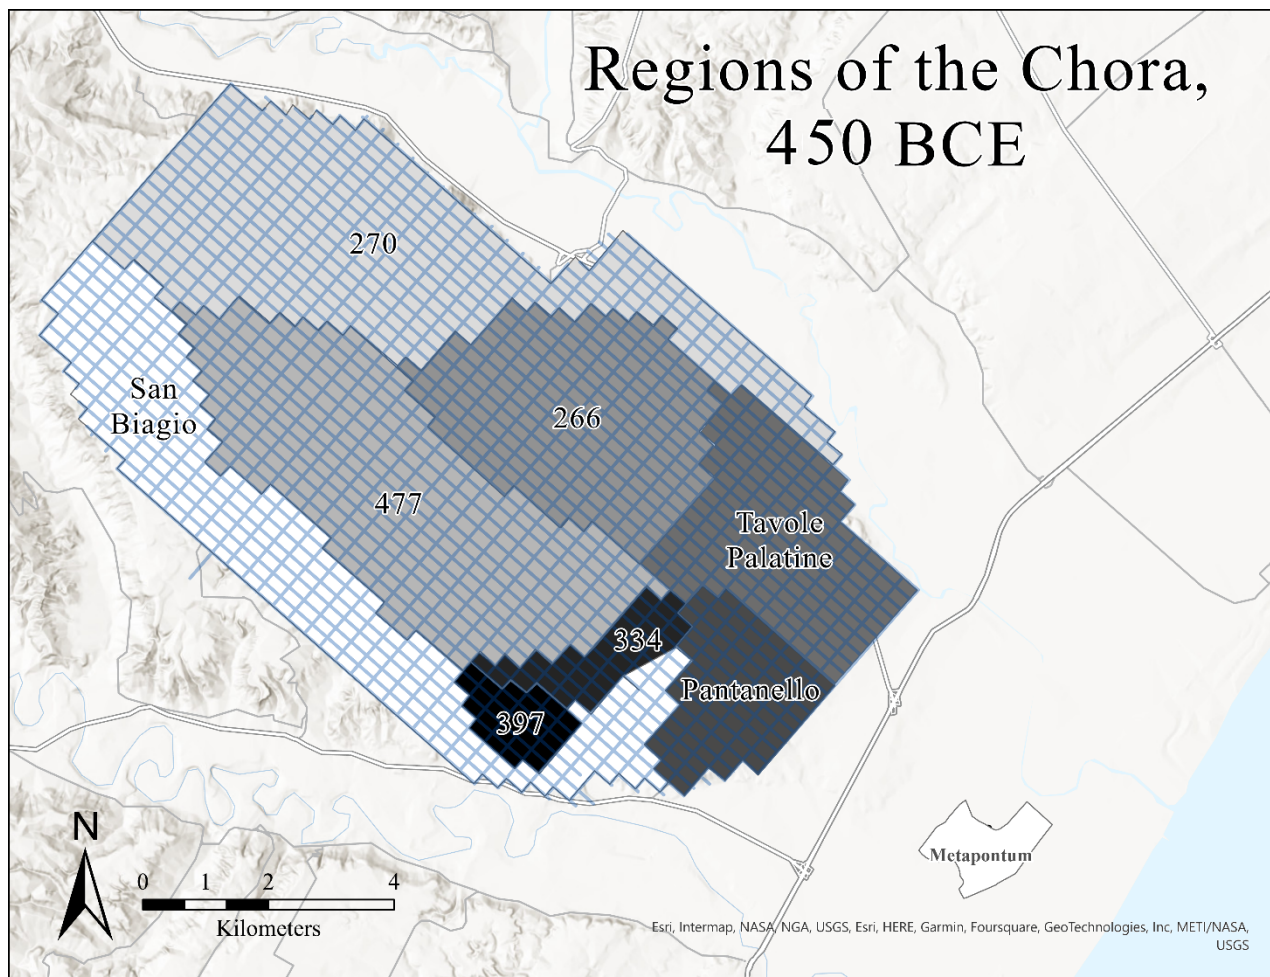 Regions of the Chora,
450 BCE
270
San
Biagio
266
477
Tavole
Palatine
334
Pantanello
397
Metapontum
N
0 1 2 4
Kilometers
Esri, Intermap, NASA, NGA, USGS, Esri, HERE, Garmin, Foursquare, GeoTechnologies, Inc, METI/NASA,
USGS